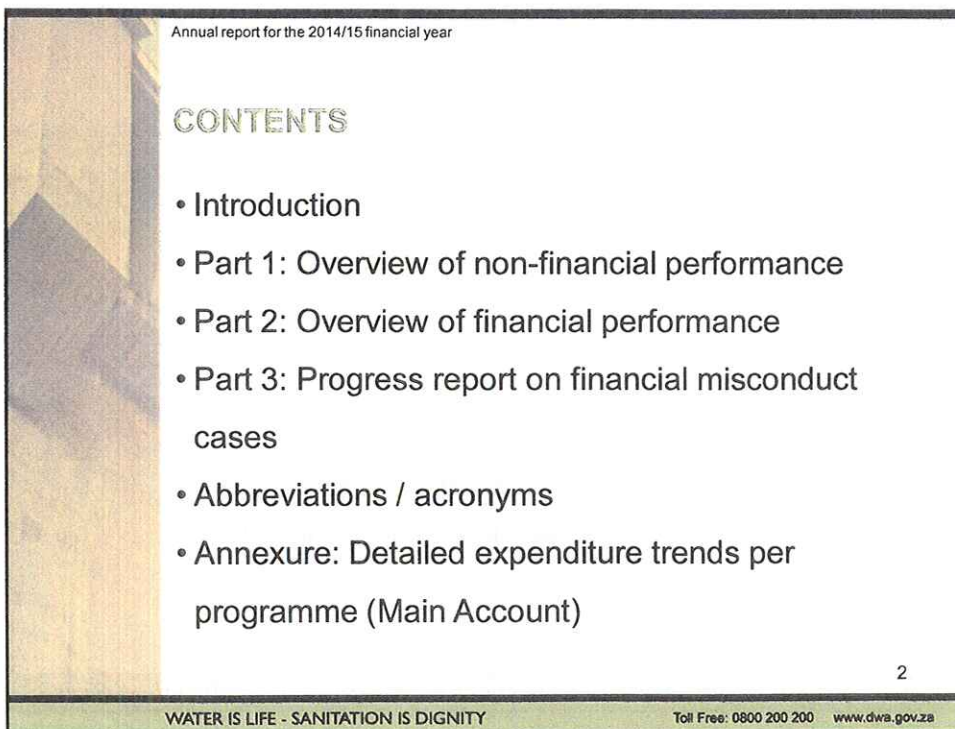 Annual report for the 2014/15 financial year
CONTENTS
• Introduction
• Part 1: Overview of non-financial performance
• Part 2: Overview of financial performance
• Part 3: Progress report on financial misconduct
cases
• Abbreviations / acronyms
• Annexure: Detailed expenditure trends per
programme (Main Account)
2
WATER IS LIFE - SANITATION IS DIGNITY Toll Free: 0800 200 200 www.dwa.gov.za